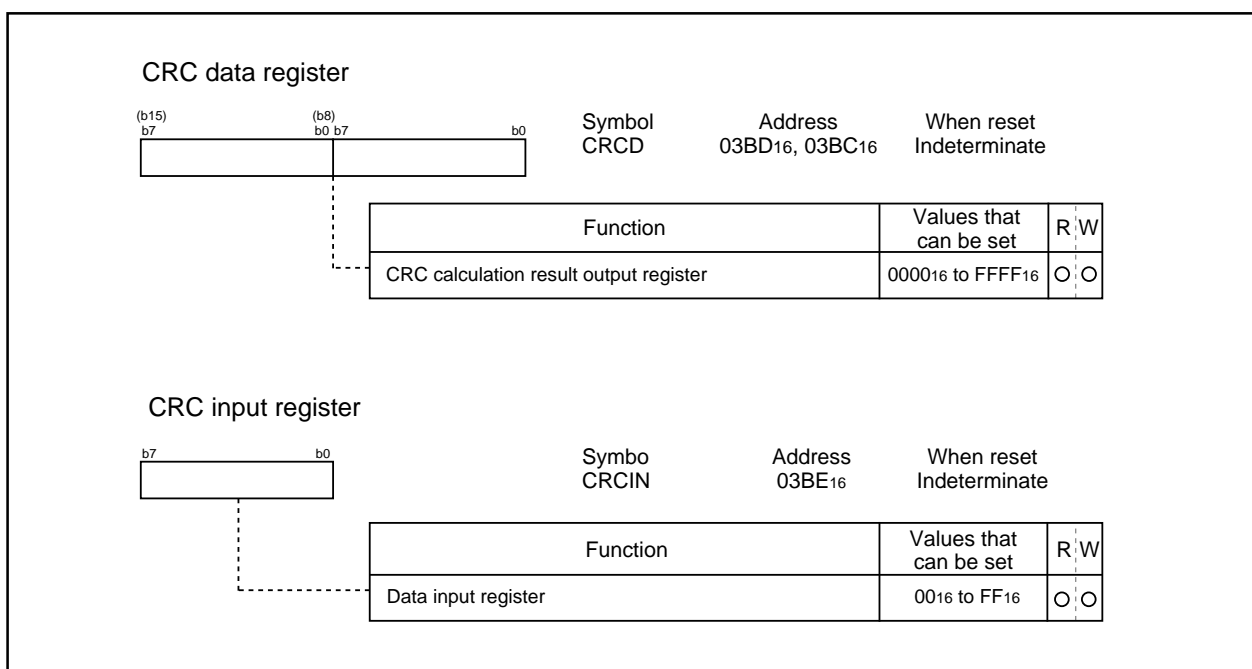 CRC data register
(b15) (b8)
b7 b0 b7 b0
Symbol Address When reset
CRCD 03BD16, 03BC16 Indeterminate
Function Values that can be set R W
CRC calculation result output register 000016 to FFFF16 O O
CRC input register
b7 b0
Symbo Address When reset
CRCIN 03BE16 Indeterminate
Function Values that can be set R W
Data input register 0016 to FF16 O O